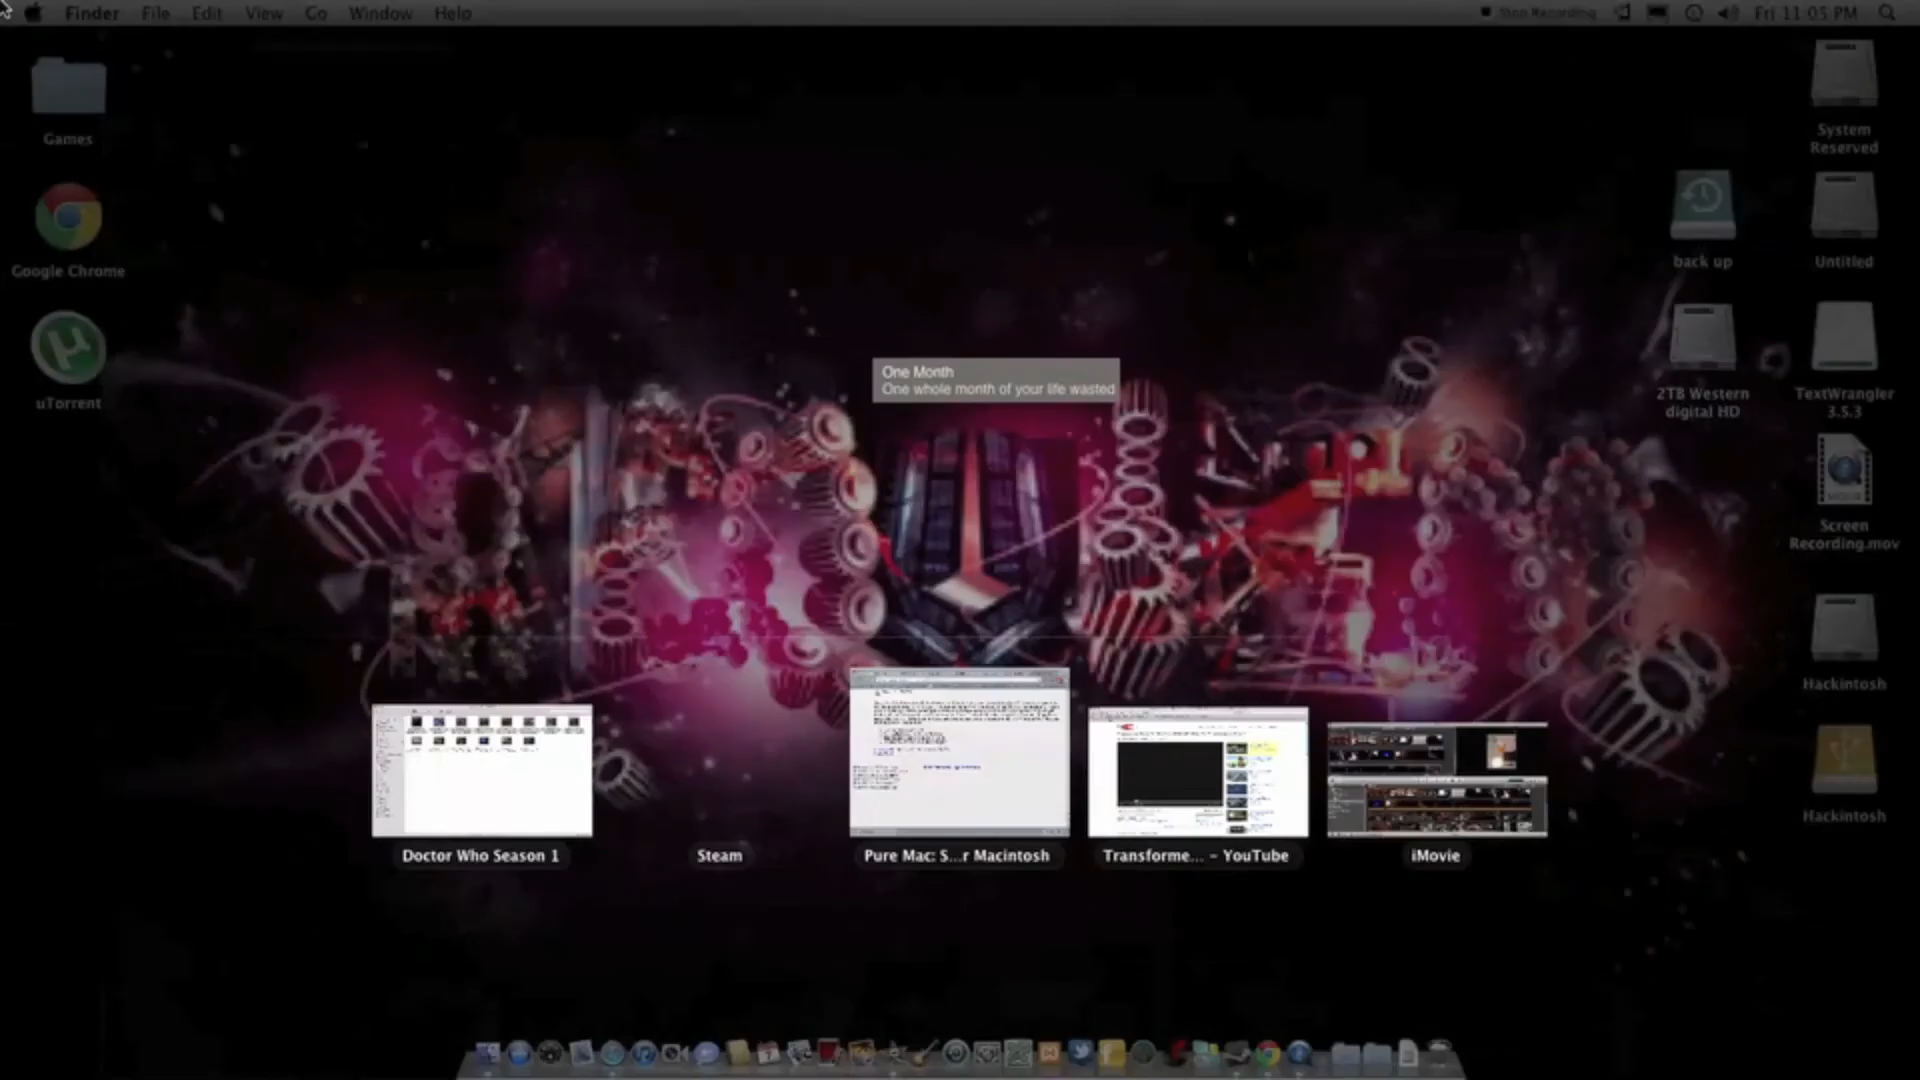 Finder File Edit View Go Window Help
Stop Recording Fri 11:05 PM
Games
Google Chrome
uTorrent
System
Reserved
back up
Untitled
2TB Western
digital HD
TextWrangler
3.5.3
Screen
Recording.mov
Hackintosh
Hackintosh
One Month
One whole month of your life wasted
Doctor Who Season 1
Steam
Pure Mac: S...r Macintosh
Transforme... – YouTube
iMovie